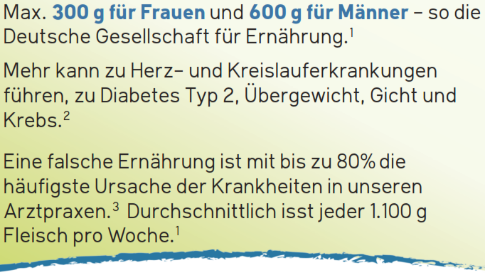 Max. 300 g für Frauen und 600 g für Männer – so die
Deutsche Gesellschaft für Ernährung.¹
Mehr kann zu Herz- und Kreislauferkrankungen
führen, zu Diabetes Typ 2, Übergewicht, Gicht und
Krebs.²
Eine falsche Ernährung ist mit bis zu 80% die
häufigste Ursache der Krankheiten in unseren
Arztpraxen.³ Durchschnittlich isst jeder 1.100 g
Fleisch pro Woche.¹